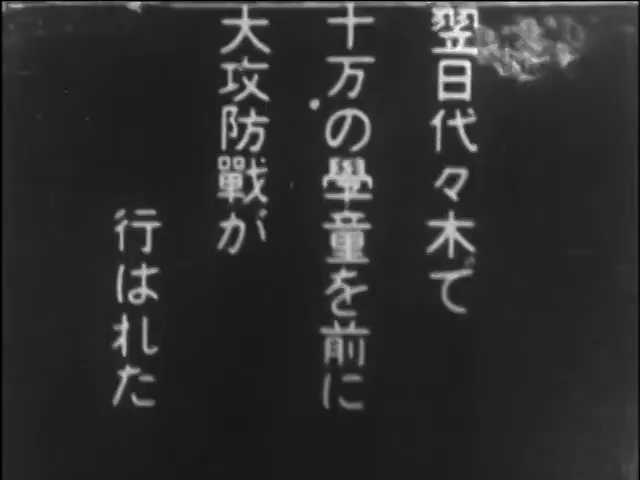 翌日代々木で
十万の學童を前に
大攻防戰が
行はれた